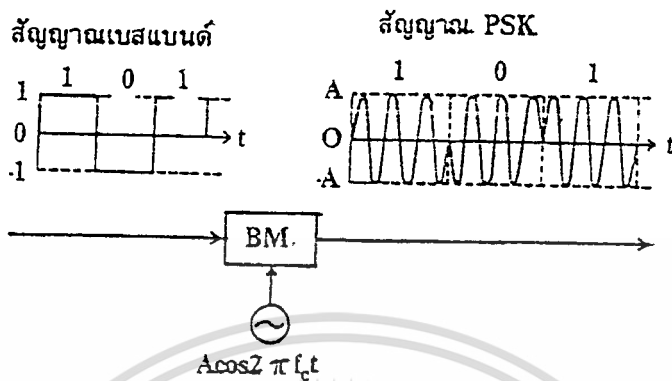 สัญญาณเบสแบนด์
สัญญาณ PSK
1 0 1
1 0 1
1
0
-1
t
A
O
-A
t
BM.
Acos2 π f_c t